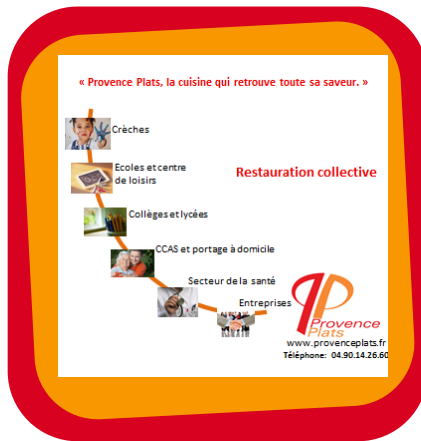 « Provence Plats, la cuisine qui retrouve toute sa saveur. »
Crèches
Ecoles et centre
de loisirs
Restauration collective
Collèges et lycées
CCAS et portage à domicile
Secteur de la santé
Entreprises
Provence
Plats
www.provenceplats.fr
Téléphone: 04.90.14.26.60